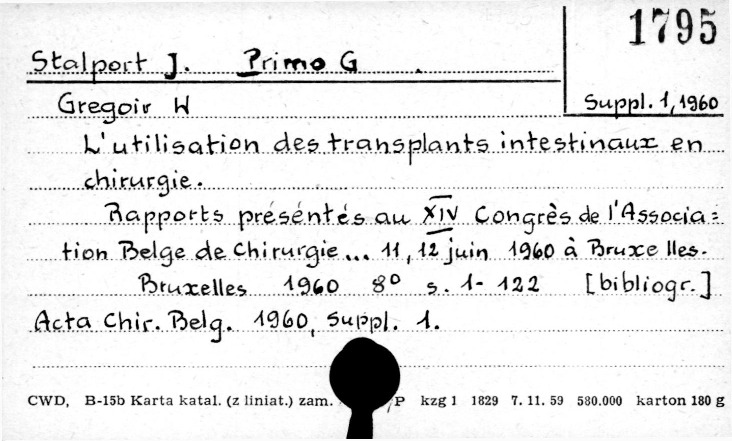 1795
Stalport J. Primo G.
Gregoir W
Suppl. 1, 1960
L'utilisation des transplants intestinaux en
chirurgie.
Rapports préséntés au XIV Congrès de l'Associa=
tion Belge de Chirurgie... 11, 12 juin 1960 à Bruxelles.
Bruxelles 1960 8° s. 1-122 [bibliogr.]
Acta Chir. Belg. 1960, suppl. 1.
CWD, B-15b Karta katal. (z liniat.) zam. /P kzg 1 1829 7. 11. 59 580.000 karton 180 g